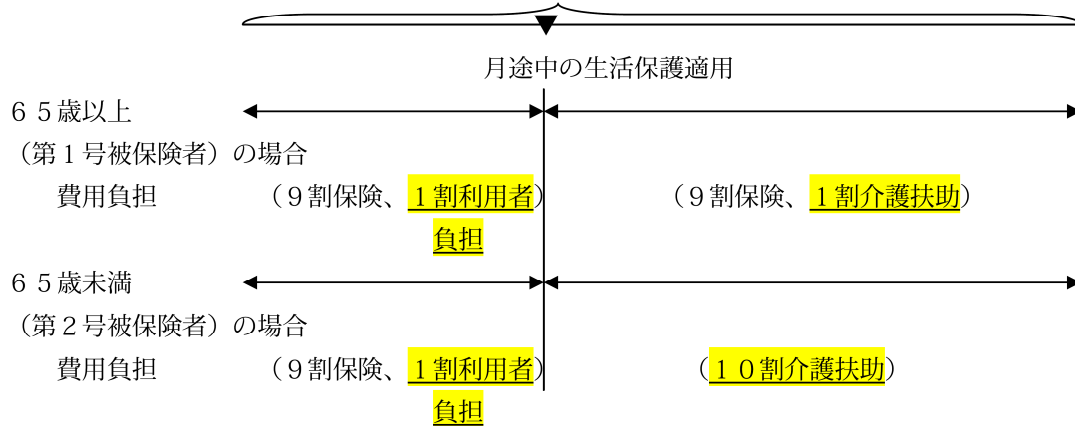 月途中の生活保護適用
６５歳以上
（第１号被保険者）の場合
費用負担　（９割保険、１割利用者）　（９割保険、１割介護扶助）
負担
６５歳未満
（第２号被保険者）の場合
費用負担　（９割保険、１割利用者）　（１０割介護扶助）
負担